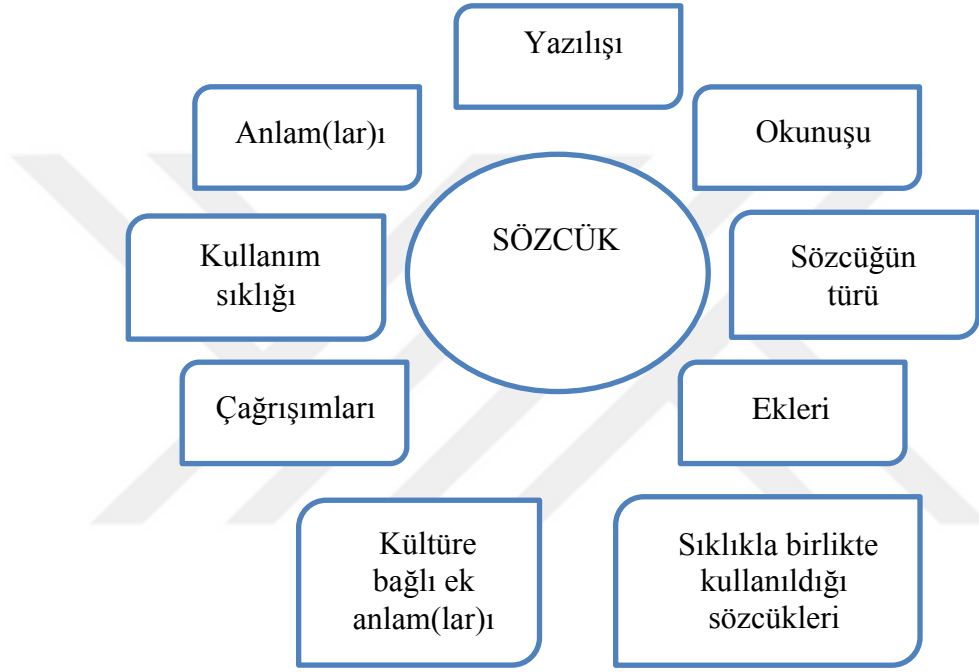 Yazılışı
Anlam(lar)ı
Okunuşu
SÖZCÜK
Kullanım
sıklığı
Sözcüğün
türü
Çağrışımları
Ekleri
Kültüre
bağlı ek
anlam(lar)ı
Sıklıkla birlikte
kullanıldığı
sözcükleri